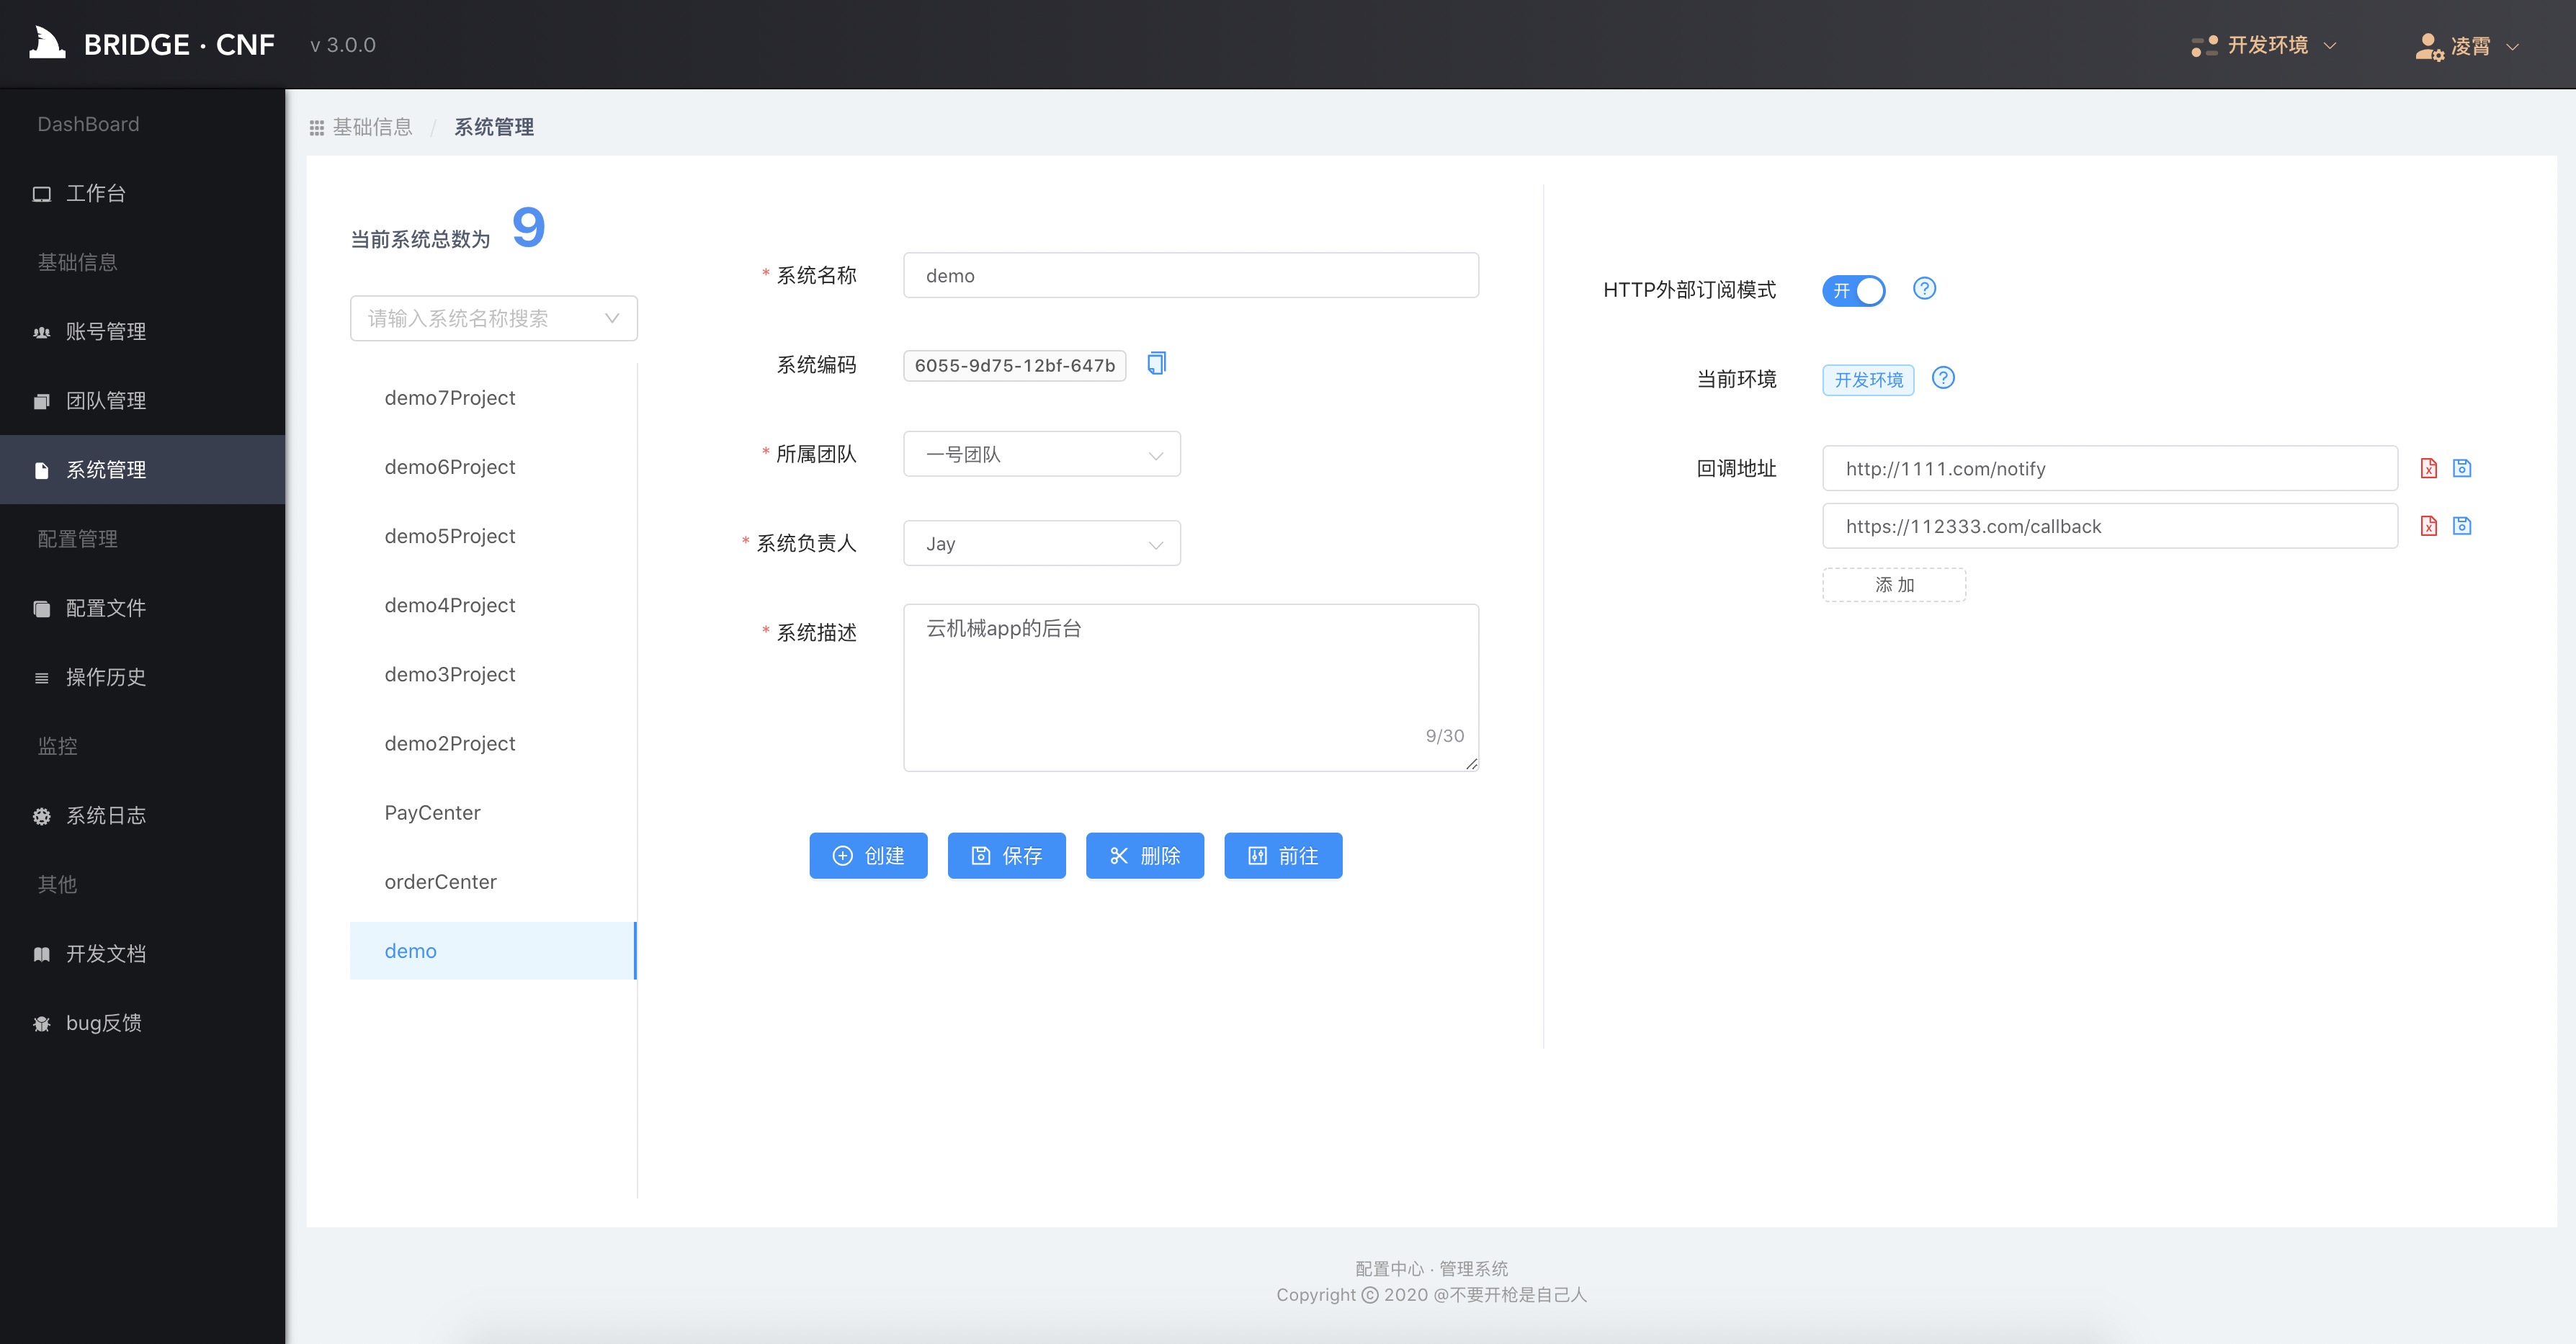 BRIDGE · CNF v 3.0.0
开发环境
凌霄
DashBoard
工作台
基础信息
账号管理
团队管理
系统管理
配置管理
配置文件
操作历史
监控
系统日志
其他
开发文档
bug反馈
基础信息 / 系统管理
当前系统总数为 9
请输入系统名称搜索
demo7Project
demo6Project
demo5Project
demo4Project
demo3Project
demo2Project
PayCenter
orderCenter
demo
* 系统名称 demo
系统编码 6055-9d75-12bf-647b
* 所属团队 一号团队
* 系统负责人 Jay
* 系统描述 云机械app的后台
9/30
创建 保存 删除 前往
HTTP外部订阅模式 开
当前环境 开发环境
回调地址 http://1111.com/notify
https://112333.com/callback
添 加
配置中心 · 管理系统
Copyright © 2020 @不要开枪是自己人